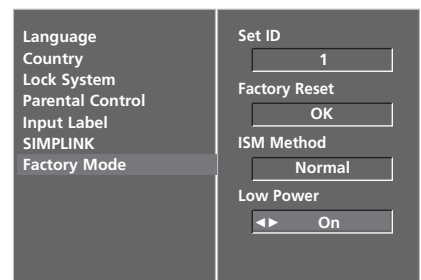 Language
Country
Lock System
Parental Control
Input Label
SIMPLINK
Factory Mode
Set ID
1
Factory Reset
OK
ISM Method
Normal
Low Power
◄► On